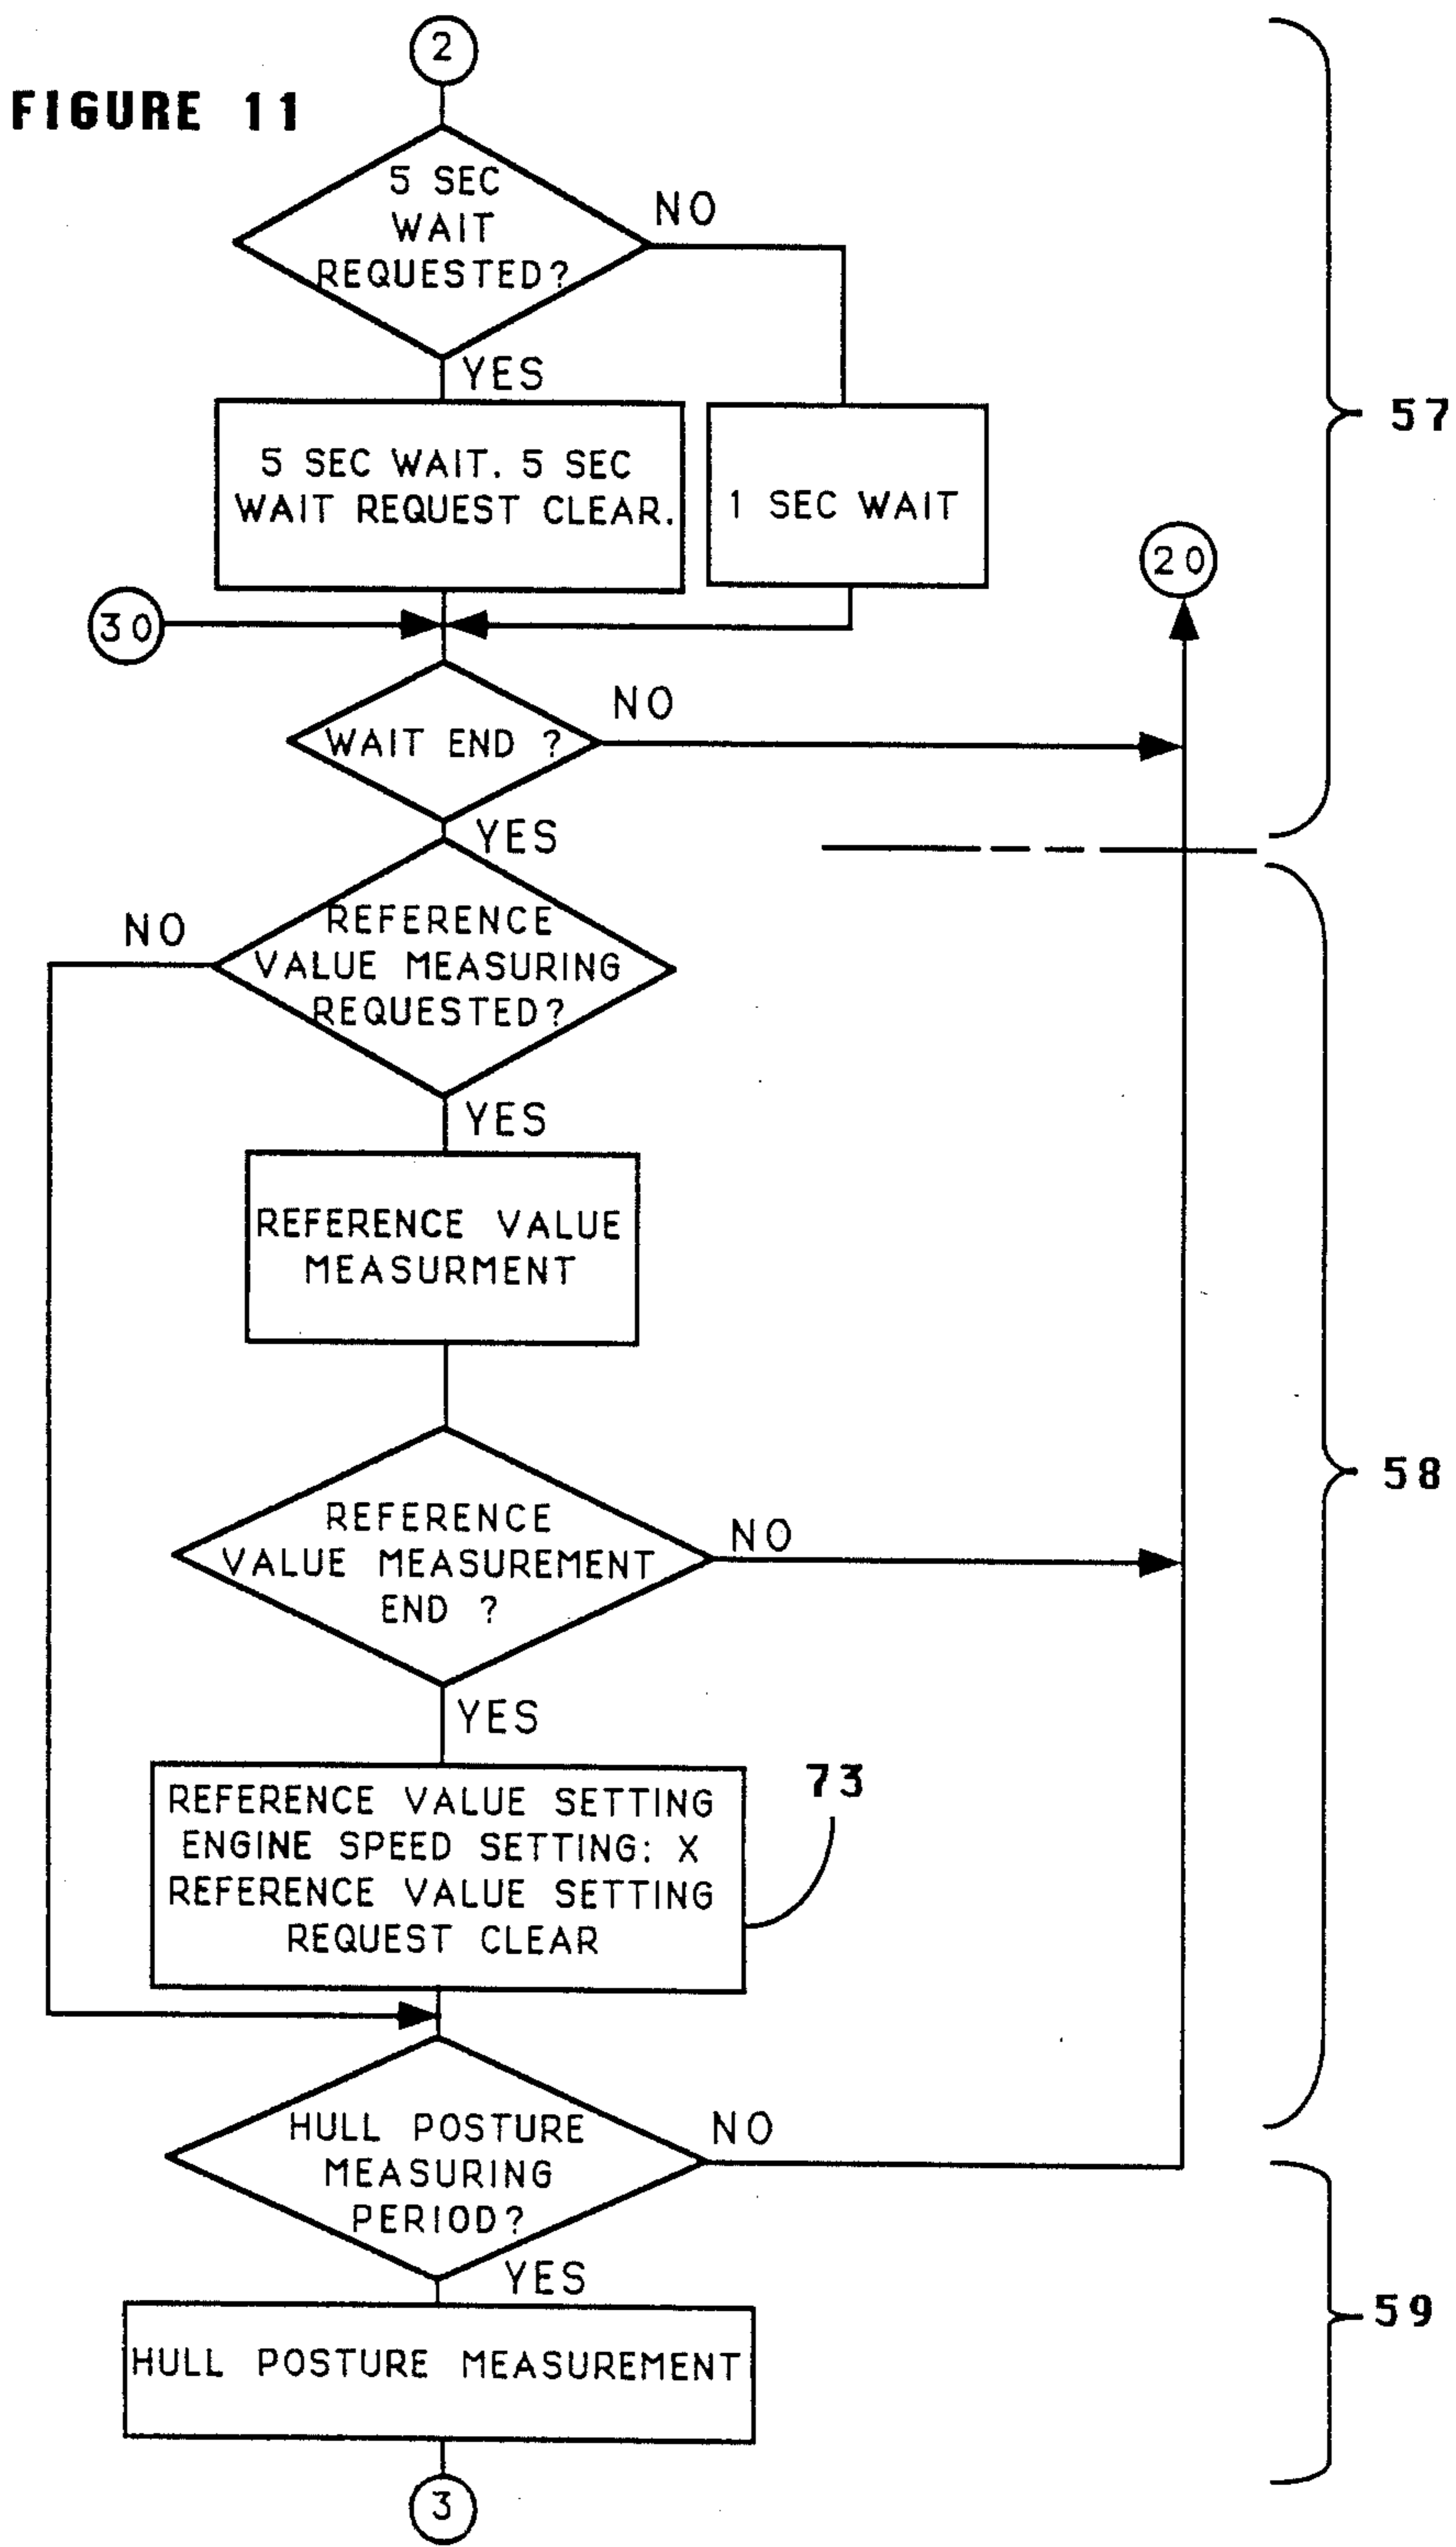 2
FIGURE 11
5 SEC
WAIT
REQUESTED?
NO
YES
5 SEC WAIT. 5 SEC
WAIT REQUEST CLEAR.
1 SEC WAIT
57
20
30
WAIT END ?
NO
YES
REFERENCE
VALUE MEASURING
REQUESTED?
NO
YES
REFERENCE VALUE
MEASURMENT
58
REFERENCE
VALUE MEASUREMENT
END ?
NO
YES
73
REFERENCE VALUE SETTING
ENGINE SPEED SETTING: X
REFERENCE VALUE SETTING
REQUEST CLEAR
HULL POSTURE
MEASURING
PERIOD?
NO
YES
59
HULL POSTURE MEASUREMENT
3